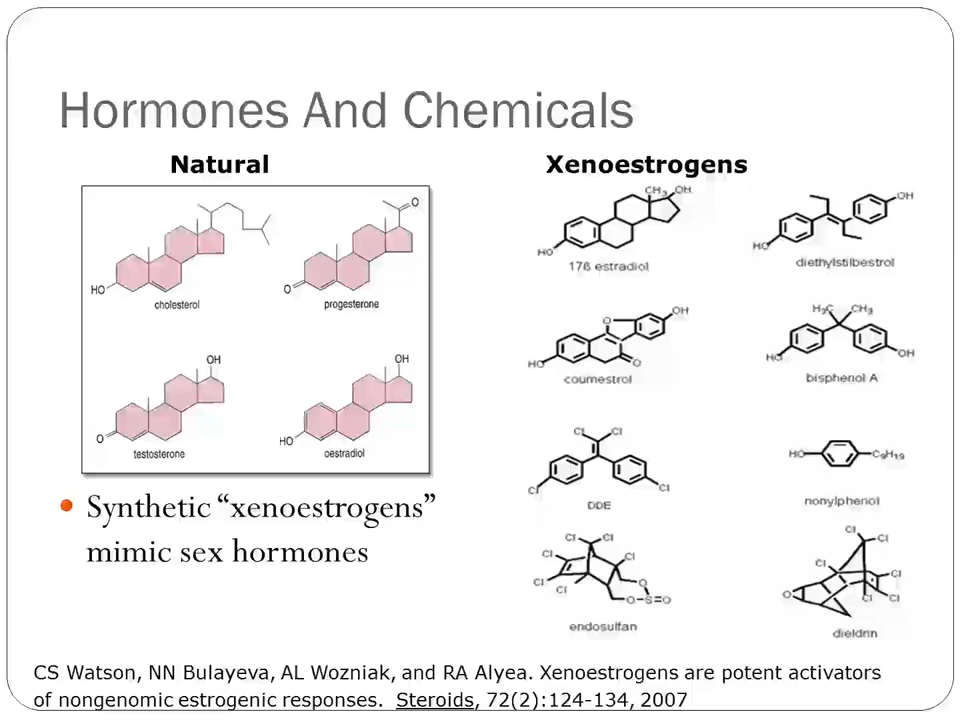 Hormones And Chemicals
Natural
Xenoestrogens
O
HO
O
cholesterol
progesterone
OH
OH
O
HO
testosterone
oestradiol
CH₃
OH
HO
17ß estradiol
OH
HO
diethylstilbestrol
O
OH
HO
O
coumestrol
H₃C
CH₃
HO
OH
bisphenol A
Cl
Cl
Cl
Cl
DDE
HO
C₉H₁₉
nonylphenol
Cl
Cl
Cl
Cl
Cl
Cl
O
O
S
O
endosulfan
Cl
Cl
Cl
Cl
O
Cl
Cl
dieldrin
Synthetic “xenoestrogens”
mimic sex hormones
CS Watson, NN Bulayeva, AL Wozniak, and RA Alyea. Xenoestrogens are potent activators
of nongenomic estrogenic responses. Steroids, 72(2):124-134, 2007